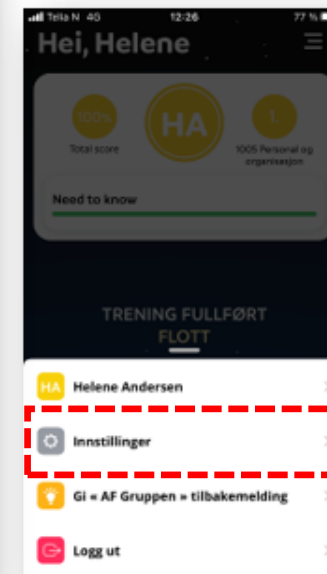 Telia N 4G 12:26 77 %
Hei, Helene
100%
HA
1.
Total score
1005 Personal og
organisasjon
Need to know
TRENING FULLFØRT
FLOTT
HA Helene Andersen
Innstillinger
Gi « AF Gruppen » tilbakemelding
Logg ut